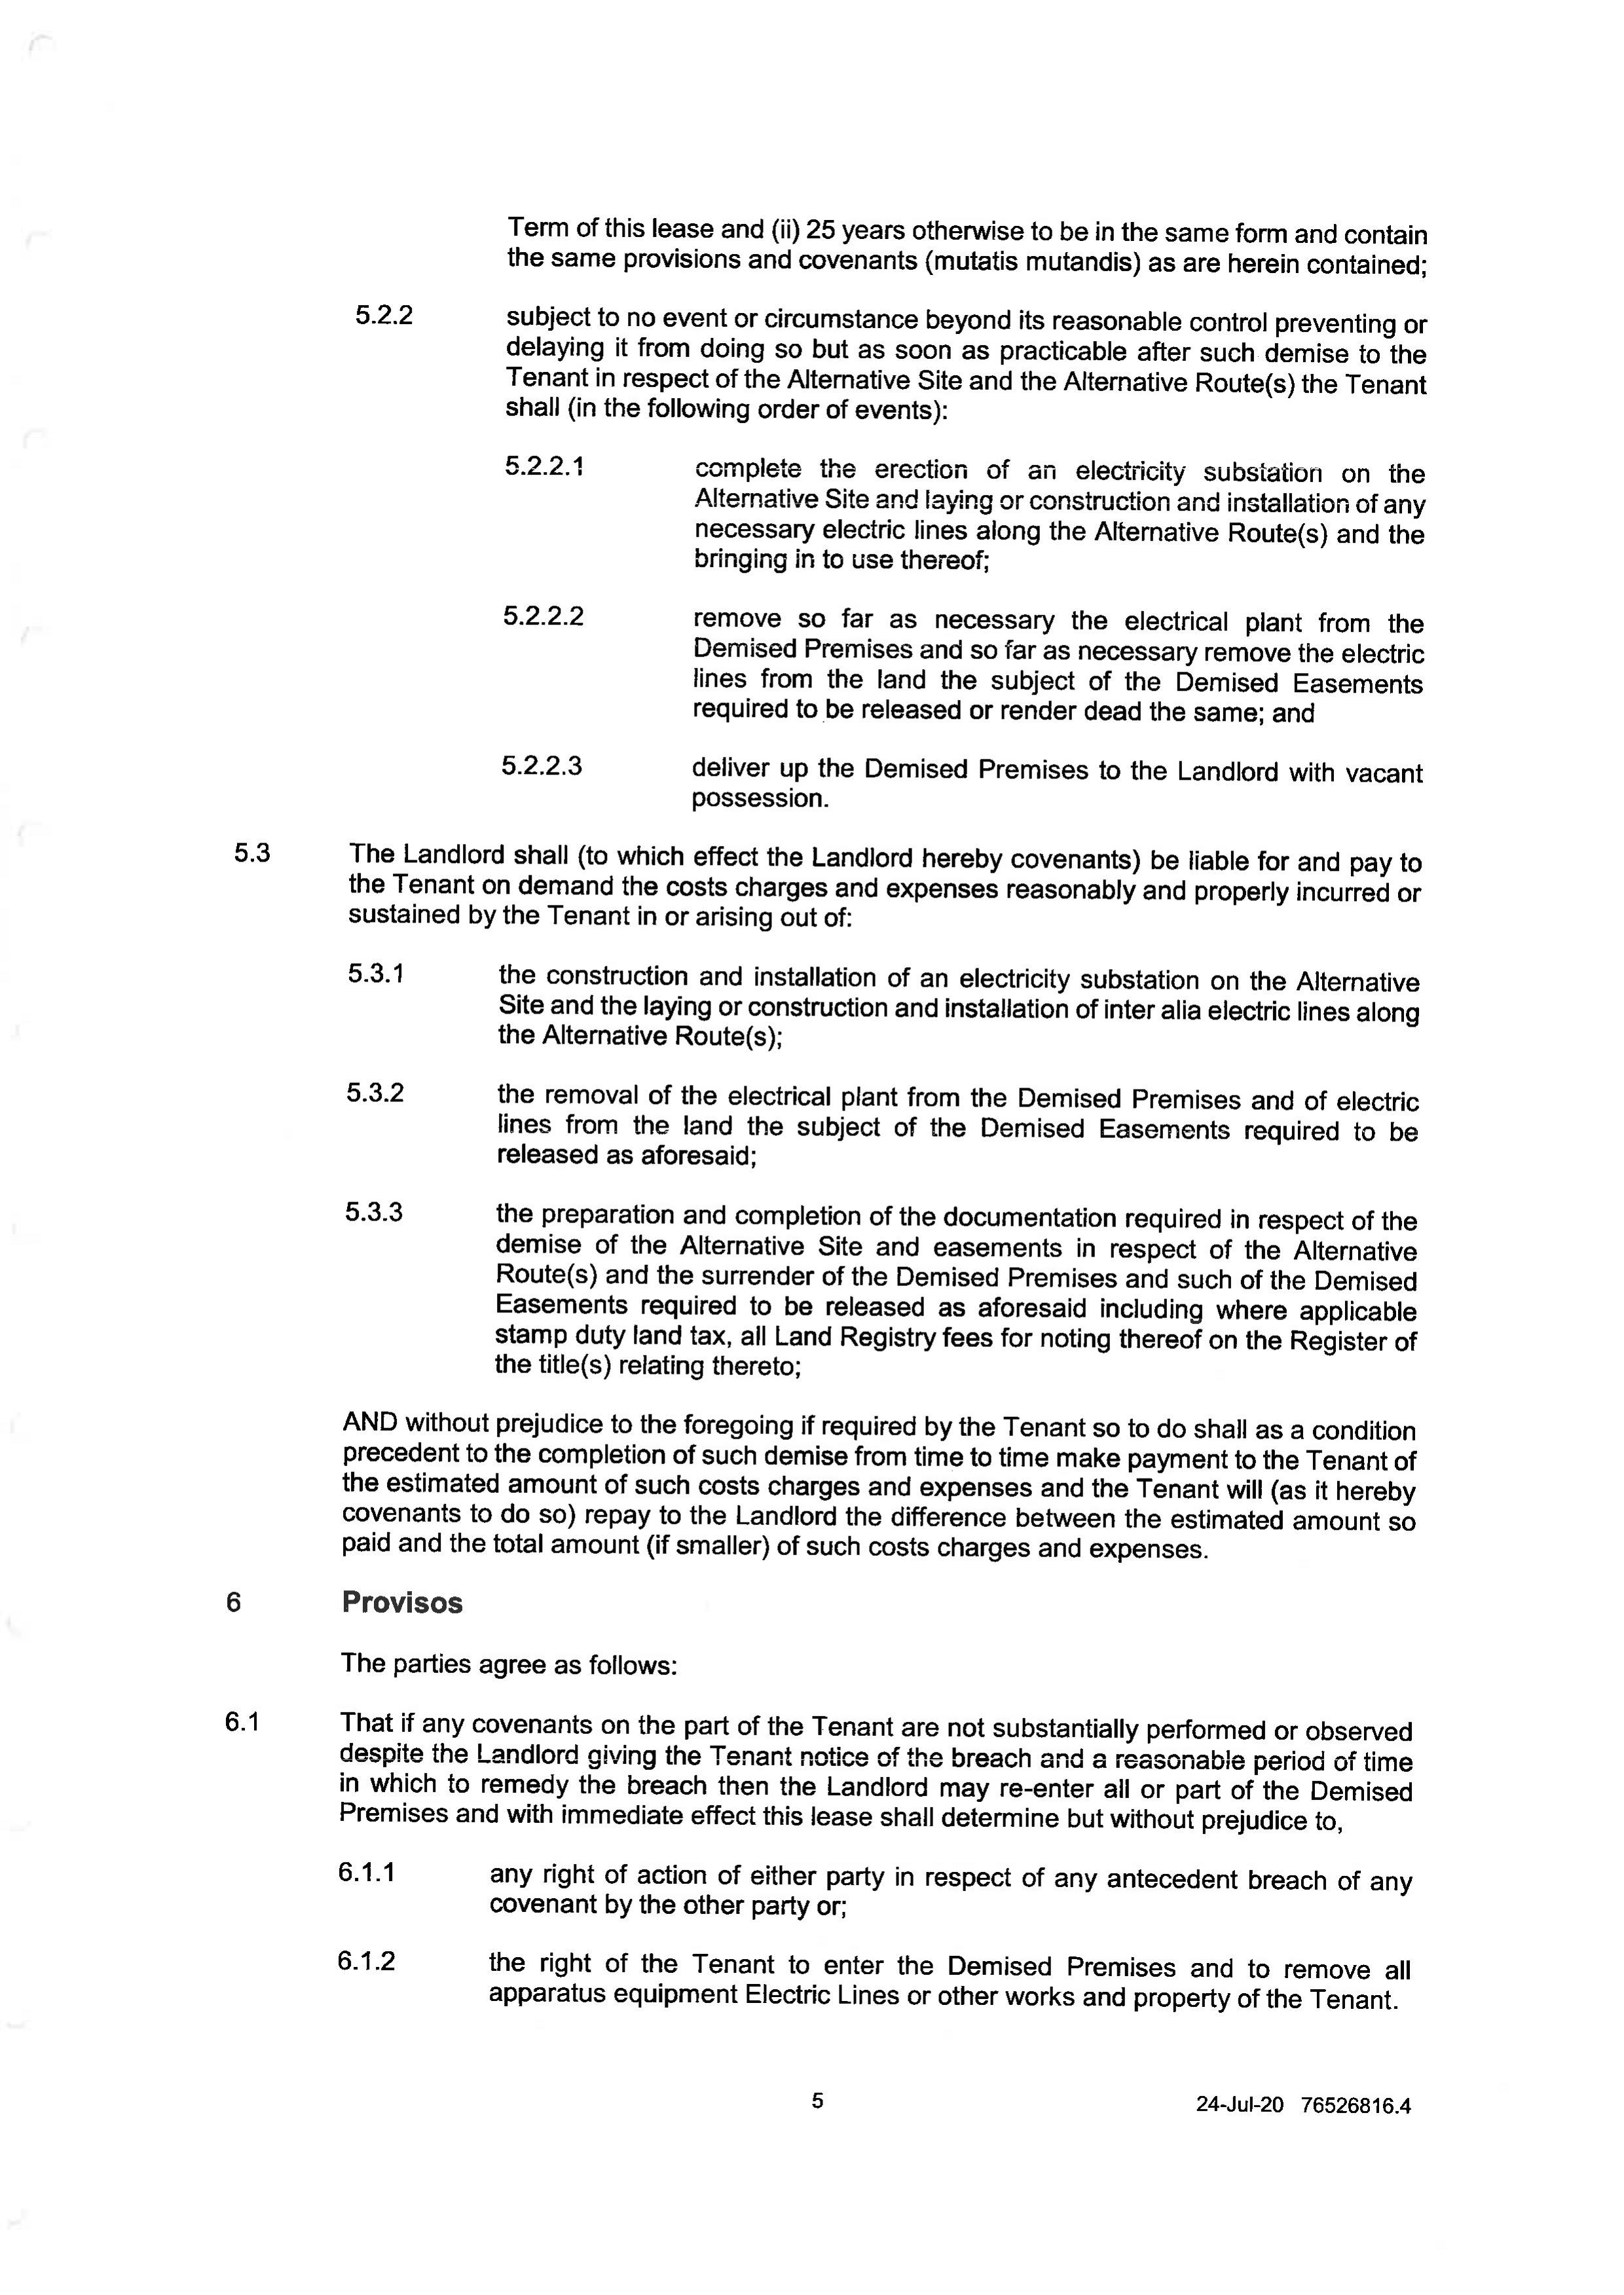 Term of this lease and (ii) 25 years otherwise to be in the same form and contain
the same provisions and covenants (mutatis mutandis) as are herein contained;
5.2.2 subject to no event or circumstance beyond its reasonable control preventing or
delaying it from doing so but as soon as practicable after such demise to the
Tenant in respect of the Alternative Site and the Alternative Route(s) the Tenant
shall (in the following order of events):
5.2.2.1 complete the erection of an electricity substation on the
Alternative Site and laying or construction and installation of any
necessary electric lines along the Alternative Route(s) and the
bringing in to use thereof;
5.2.2.2 remove so far as necessary the electrical plant from the
Demised Premises and so far as necessary remove the electric
lines from the land the subject of the Demised Easements
required to be released or render dead the same; and
5.2.2.3 deliver up the Demised Premises to the Landlord with vacant
possession.
5.3 The Landlord shall (to which effect the Landlord hereby covenants) be liable for and pay to
the Tenant on demand the costs charges and expenses reasonably and properly incurred or
sustained by the Tenant in or arising out of:
5.3.1 the construction and installation of an electricity substation on the Alternative
Site and the laying or construction and installation of inter alia electric lines along
the Alternative Route(s);
5.3.2 the removal of the electrical plant from the Demised Premises and of electric
lines from the land the subject of the Demised Easements required to be
released as aforesaid;
5.3.3 the preparation and completion of the documentation required in respect of the
demise of the Alternative Site and easements in respect of the Alternative
Route(s) and the surrender of the Demised Premises and such of the Demised
Easements required to be released as aforesaid including where applicable
stamp duty land tax, all Land Registry fees for noting thereof on the Register of
the title(s) relating thereto;
AND without prejudice to the foregoing if required by the Tenant so to do shall as a condition
precedent to the completion of such demise from time to time make payment to the Tenant of
the estimated amount of such costs charges and expenses and the Tenant will (as it hereby
covenants to do so) repay to the Landlord the difference between the estimated amount so
paid and the total amount (if smaller) of such costs charges and expenses.
6 Provisos
The parties agree as follows:
6.1 That if any covenants on the part of the Tenant are not substantially performed or observed
despite the Landlord giving the Tenant notice of the breach and a reasonable period of time
in which to remedy the breach then the Landlord may re-enter all or part of the Demised
Premises and with immediate effect this lease shall determine but without prejudice to,
6.1.1 any right of action of either party in respect of any antecedent breach of any
covenant by the other party or;
6.1.2 the right of the Tenant to enter the Demised Premises and to remove all
apparatus equipment Electric Lines or other works and property of the Tenant.
5 24-Jul-20 76526816.4